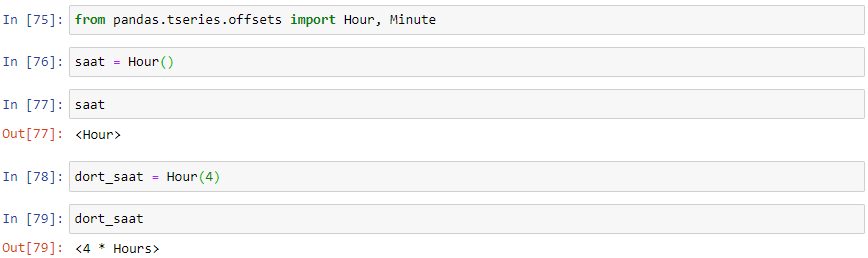 In [75]: from pandas.tseries.offsets import Hour, Minute
In [76]: saat = Hour()
In [77]: saat
Out[77]: <Hour>
In [78]: dort_saat = Hour(4)
In [79]: dort_saat
Out[79]: <4 * Hours>